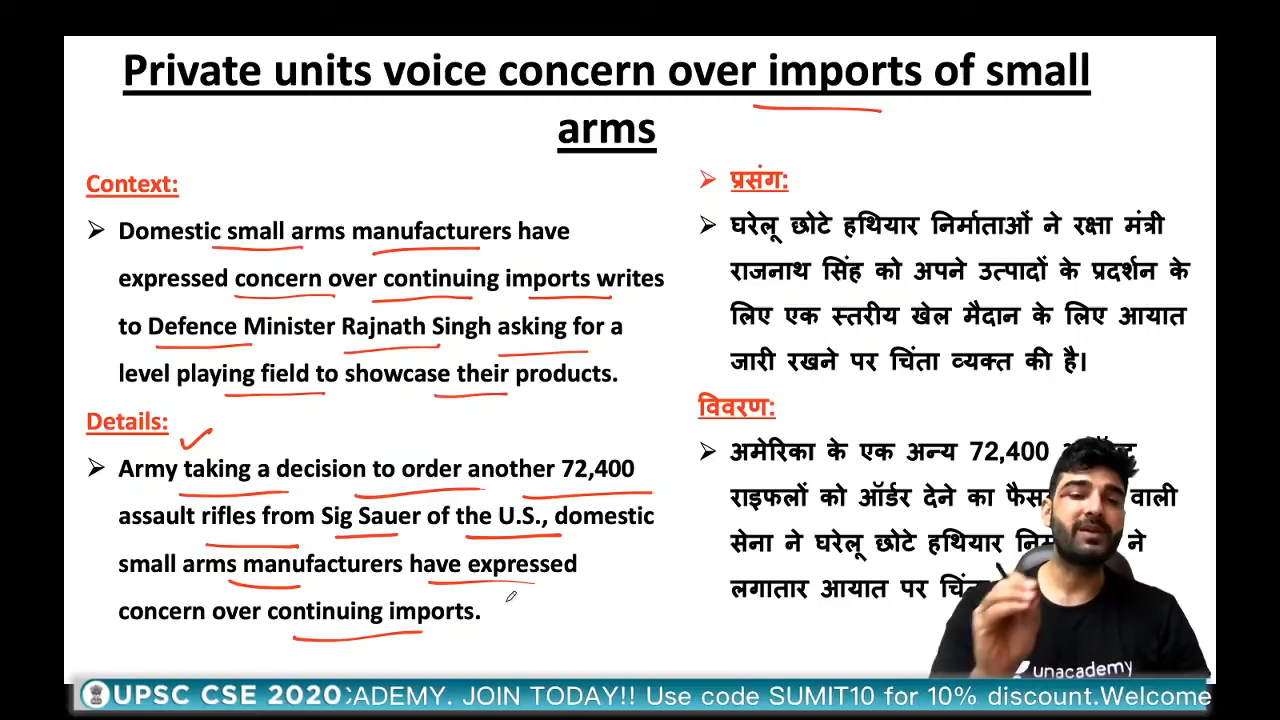 Private units voice concern over imports of small
arms
Context:
➢ Domestic small arms manufacturers have
expressed concern over continuing imports writes
to Defence Minister Rajnath Singh asking for a
level playing field to showcase their products.
Details:
➢ Army taking a decision to order another 72,400
assault rifles from Sig Sauer of the U.S., domestic
small arms manufacturers have expressed
concern over continuing imports.
➢ प्रसंग:
➢ घरेलू छोटे हथियार निर्माताओं ने रक्षा मंत्री
राजनाथ सिंह को अपने उत्पादों के प्रदर्शन के
लिए एक स्तरीय खेल मैदान के लिए आयात
जारी रखने पर चिंता व्यक्त की है।
विवरण:
➢ अमेरिका के एक अन्य 72,400
राइफलों को ऑर्डर देने का वाली
सेना ने घरेलू छोटे हथियार ने
लगातार आयात पर
unacademy
UPSC CSE 2020 CADEMY. JOIN TODAY!! Use code SUMIT10 for 10% discount.Welcome